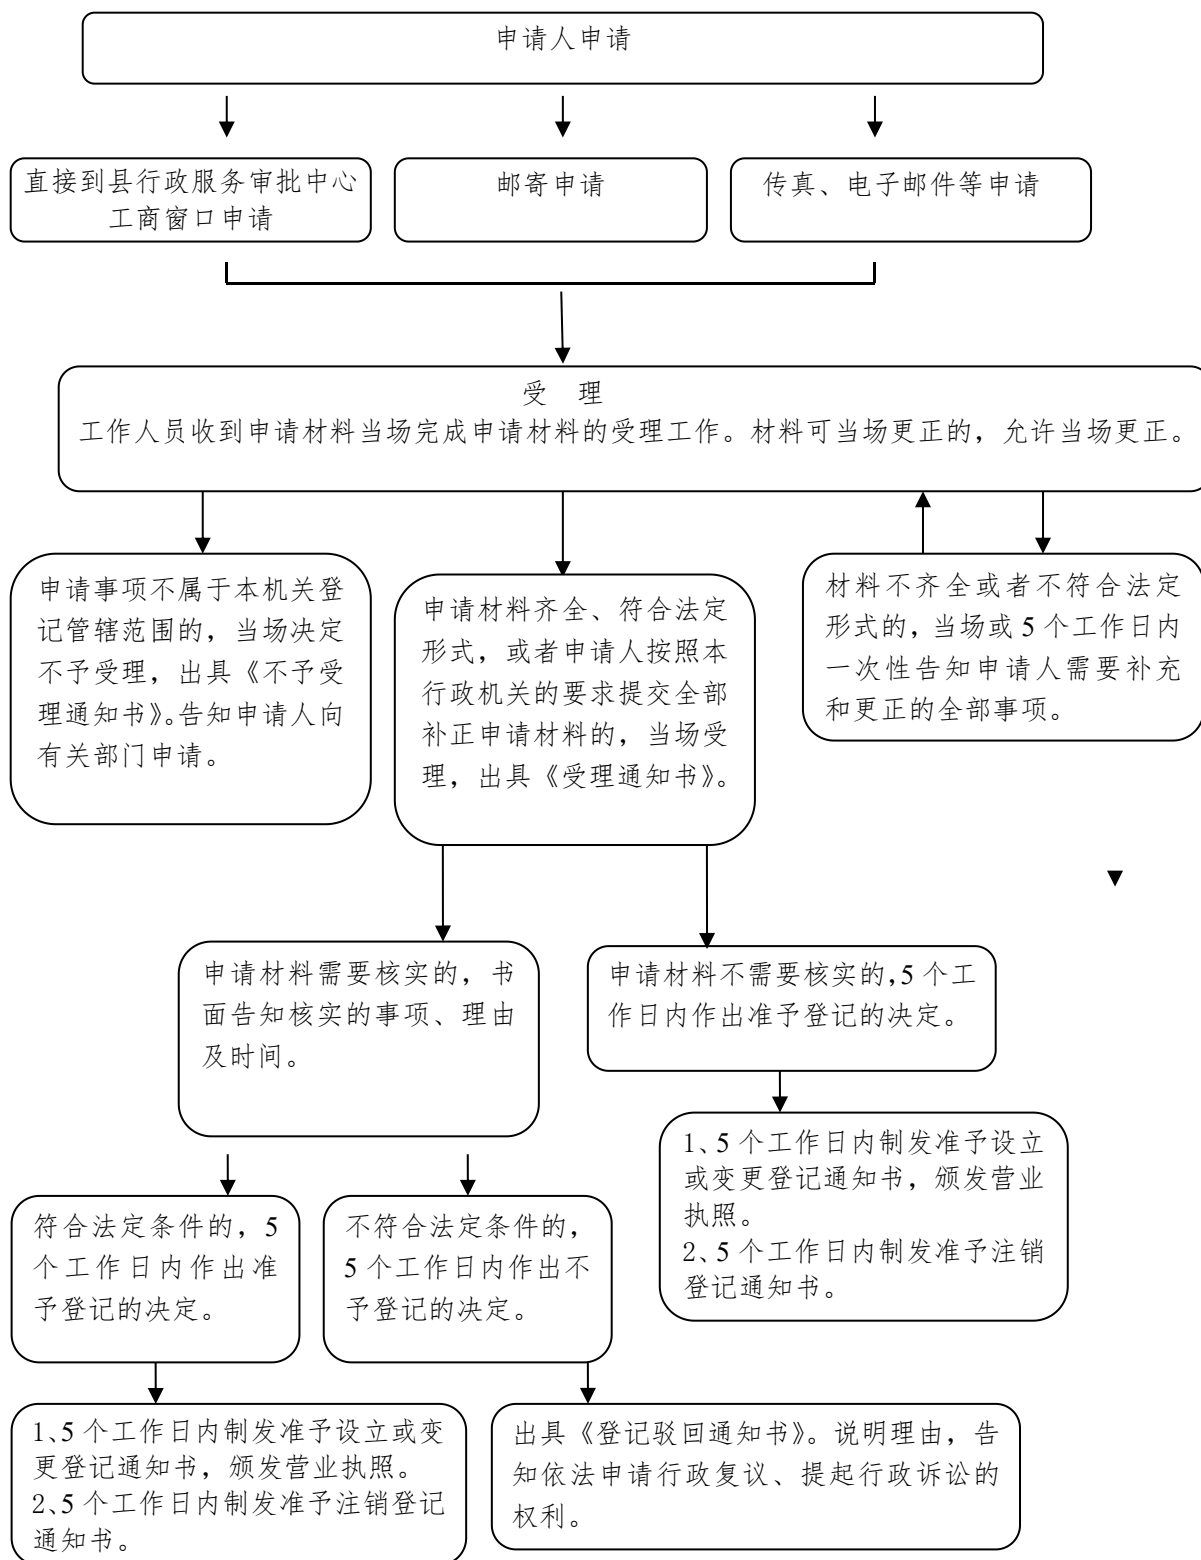 申请人申请
直接到县行政服务审批中心
工商窗口申请
邮寄申请
传真、电子邮件等申请
受 理
工作人员收到申请材料当场完成申请材料的受理工作。材料可当场更正的，允许当场更正。
申请事项不属于本机关登
记管辖范围的，当场决定
不予受理，出具《不予受
理通知书》。告知申请人向
有关部门申请。
申请材料齐全、符合法定
形式，或者申请人按照本
行政机关的要求提交全部
补正申请材料的，当场受
理，出具《受理通知书》。
材料不齐全或者不符合法定
形式的，当场或 5 个工作日内
一次性告知申请人需要补充
和更正的全部事项。
申请材料需要核实的，书
面告知核实的事项、理由
及时间。
申请材料不需要核实的，5 个工
作日内作出准予登记的决定。
1、5 个工作日内制发准予设立
或变更登记通知书，颁发营业
执照。
2、5 个工作日内制发准予注销
登记通知书。
符合法定条件的，5
个工作日内作出准
予登记的决定。
不符合法定条件的，
5 个工作日内作出不
予登记的决定。
1、5 个工作日内制发准予设立或变
更登记通知书，颁发营业执照。
2、5 个工作日内制发准予注销登记
通知书。
出具《登记驳回通知书》。说明理由，告
知依法申请行政复议、提起行政诉讼的
权利。